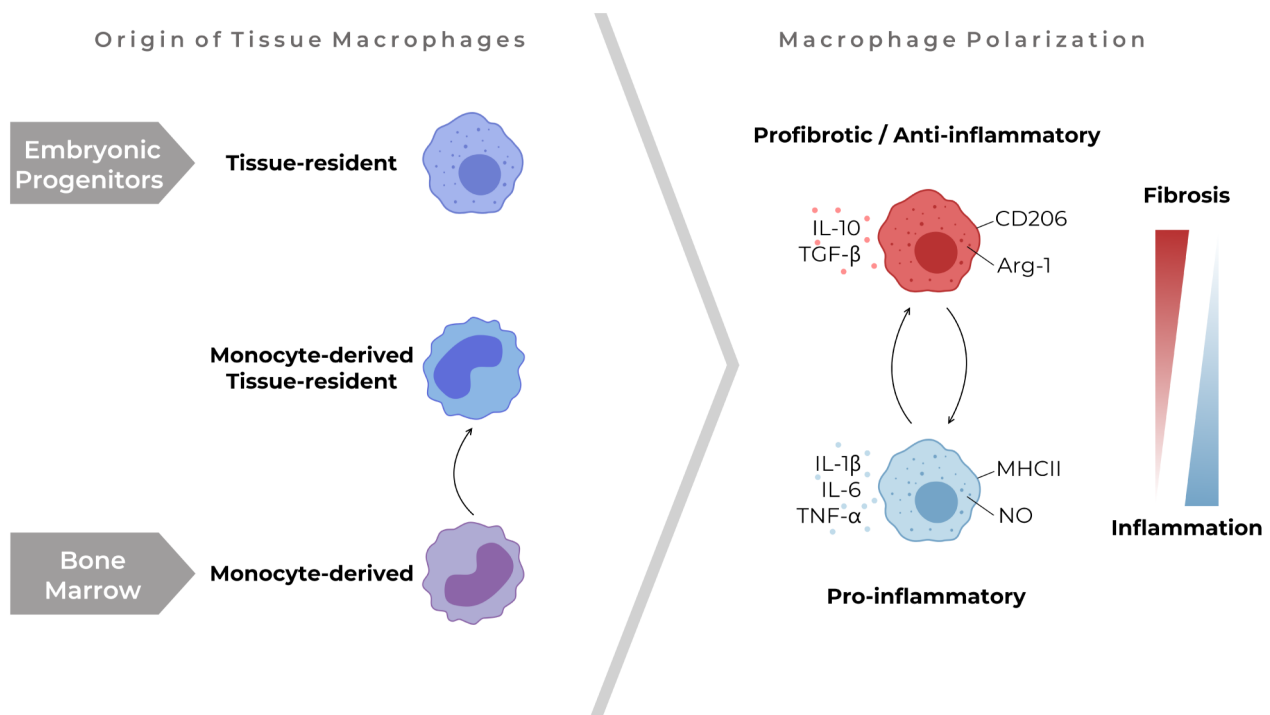 Origin of Tissue Macrophages
Embryonic
Progenitors
Tissue-resident
Monocyte-derived
Tissue-resident
Bone
Marrow
Monocyte-derived
Macrophage Polarization
Profibrotic / Anti-inflammatory
IL-10
TGF-β
CD206
Arg-1
IL-1β
IL-6
TNF-α
MHCII
NO
Pro-inflammatory
Fibrosis
Inflammation